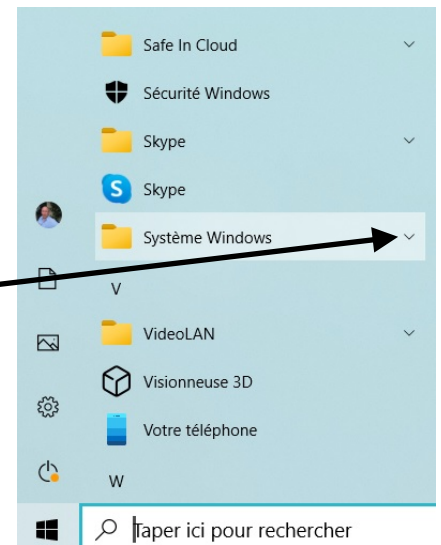 Safe In Cloud
Sécurité Windows
Skype
Skype
Système Windows
V
VideoLAN
Visionneuse 3D
Votre téléphone
W
Taper ici pour rechercher